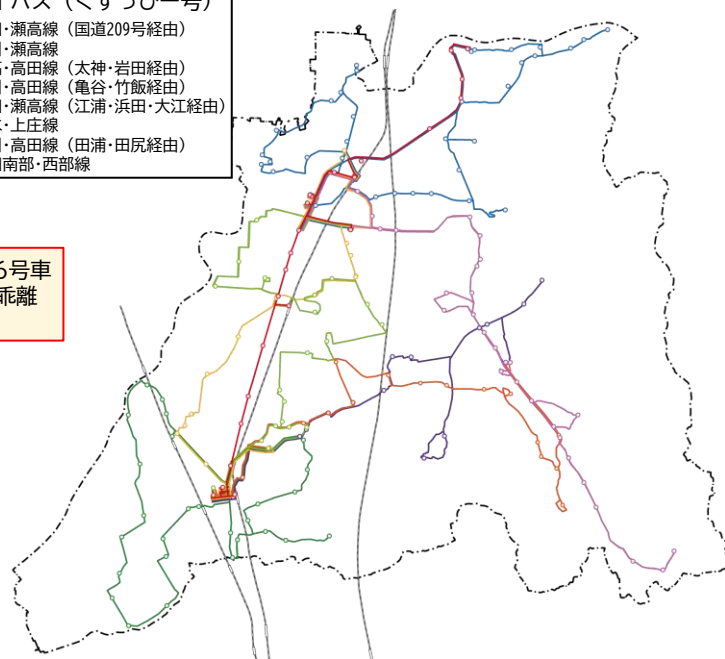 バス（くすっぴー号）
・瀬高線（国道209号経由）
・瀬高線
・高田線（太神・岩田経由）
・高田線（亀谷・竹飯経由）
・瀬高線（江浦・浜田・大江経由）
・上庄線
・高田線（田浦・田尻経由）
南部・西部線
6号車
乖離